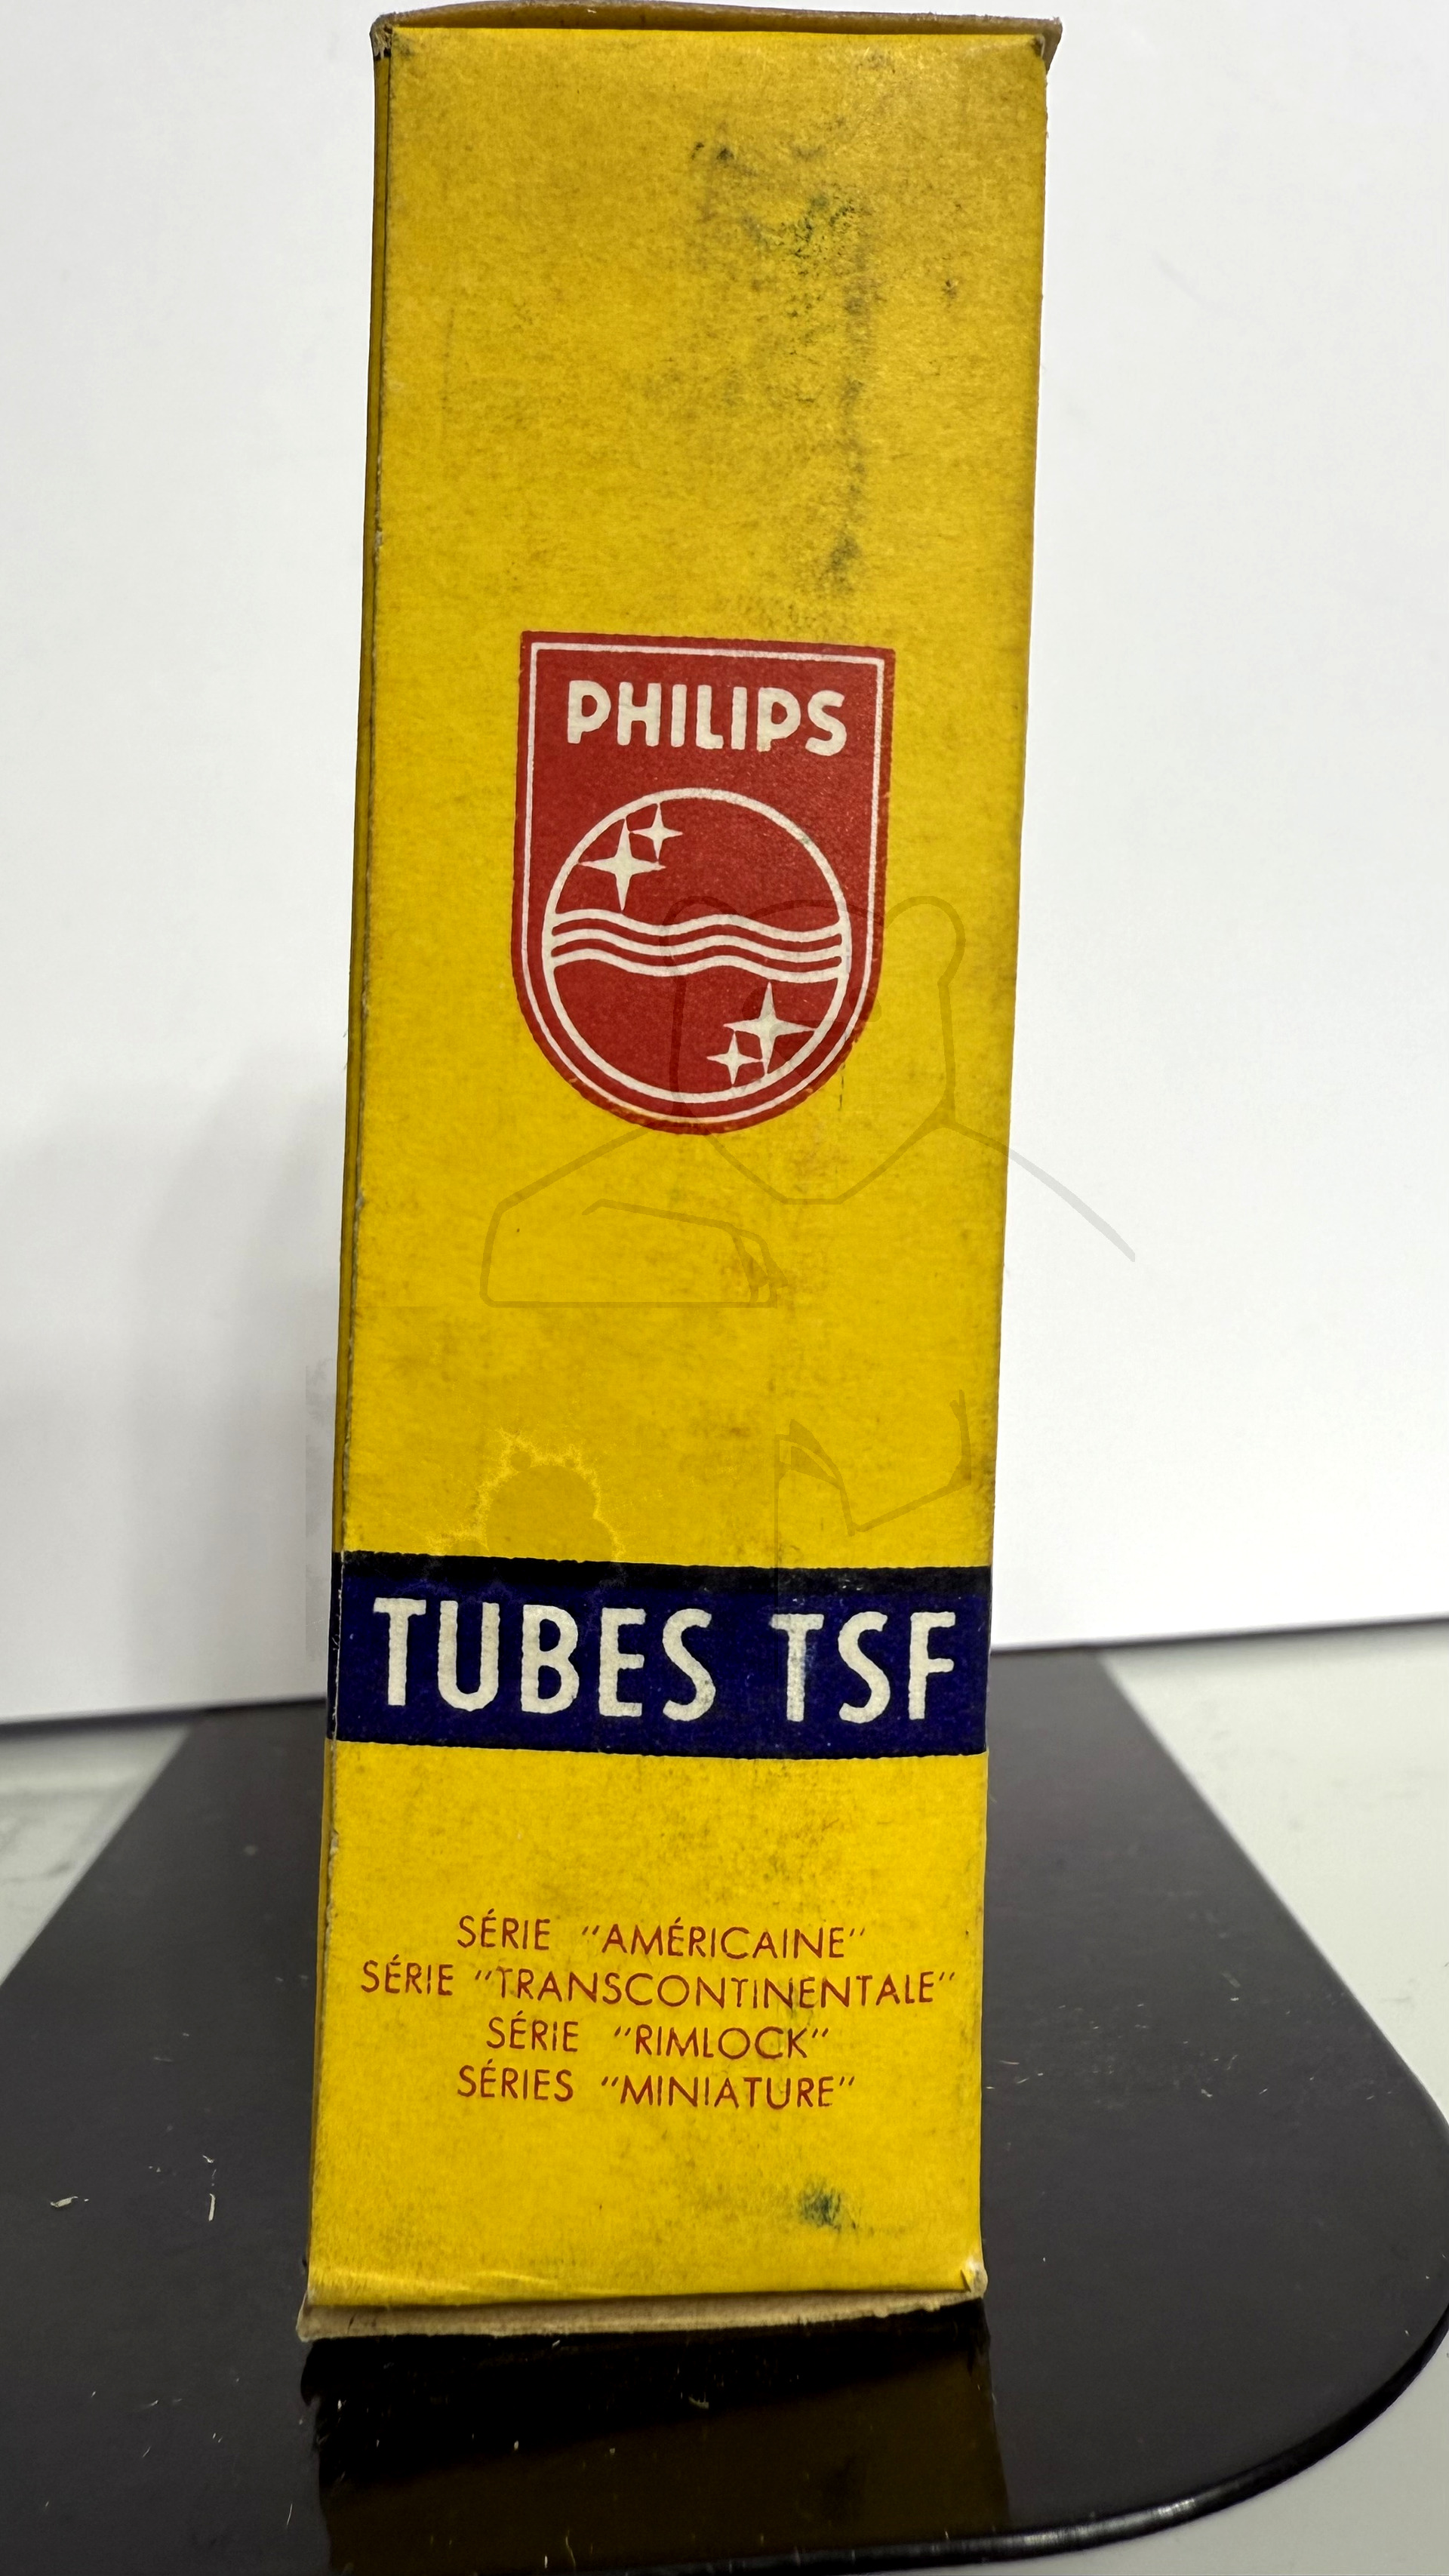 PHILIPS
TUBES TSF
SÉRIE "AMÉRICAINE"
SÉRIE "TRANSCONTINENTALE"
SÉRIE "RIMLOCK"
SÉRIES "MINIATURE"